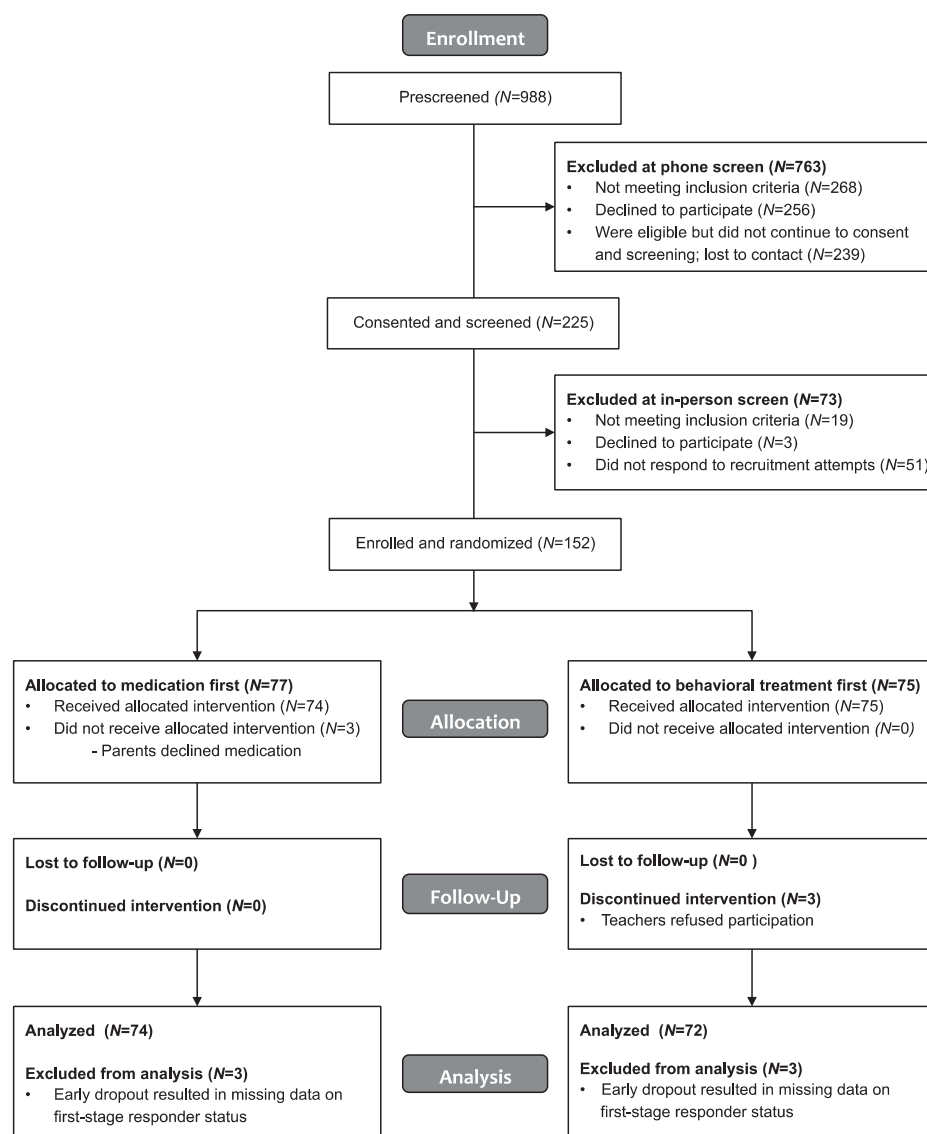 Enrollment
Prescreened (N=988)
Excluded at phone screen (N=763)
• Not meeting inclusion criteria (N=268)
• Declined to participate (N=256)
• Were eligible but did not continue to consent
and screening; lost to contact (N=239)
Consented and screened (N=225)
Excluded at in-person screen (N=73)
• Not meeting inclusion criteria (N=19)
• Declined to participate (N=3)
• Did not respond to recruitment attempts (N=51)
Enrolled and randomized (N=152)
Allocated to medication first (N=77)
• Received allocated intervention (N=74)
• Did not receive allocated intervention (N=3)
- Parents declined medication
Allocation
Allocated to behavioral treatment first (N=75)
• Received allocated intervention (N=75)
• Did not receive allocated intervention (N=0)
Lost to follow-up (N=0)
Discontinued intervention (N=0)
Follow-Up
Lost to follow-up (N=0 )
Discontinued intervention (N=3)
• Teachers refused participation
Analyzed (N=74)
Excluded from analysis (N=3)
• Early dropout resulted in missing data on
first-stage responder status
Analysis
Analyzed (N=72)
Excluded from analysis (N=3)
• Early dropout resulted in missing data on
first-stage responder status